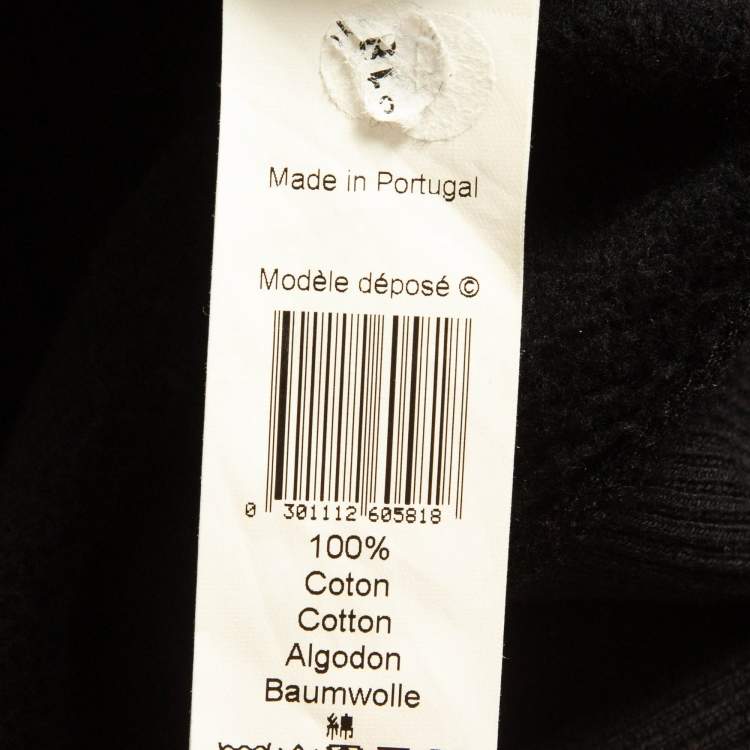 Made in Portugal
Modèle déposé ©
0 301112 605818
100%
Coton
Cotton
Algodon
Baumwolle
綿